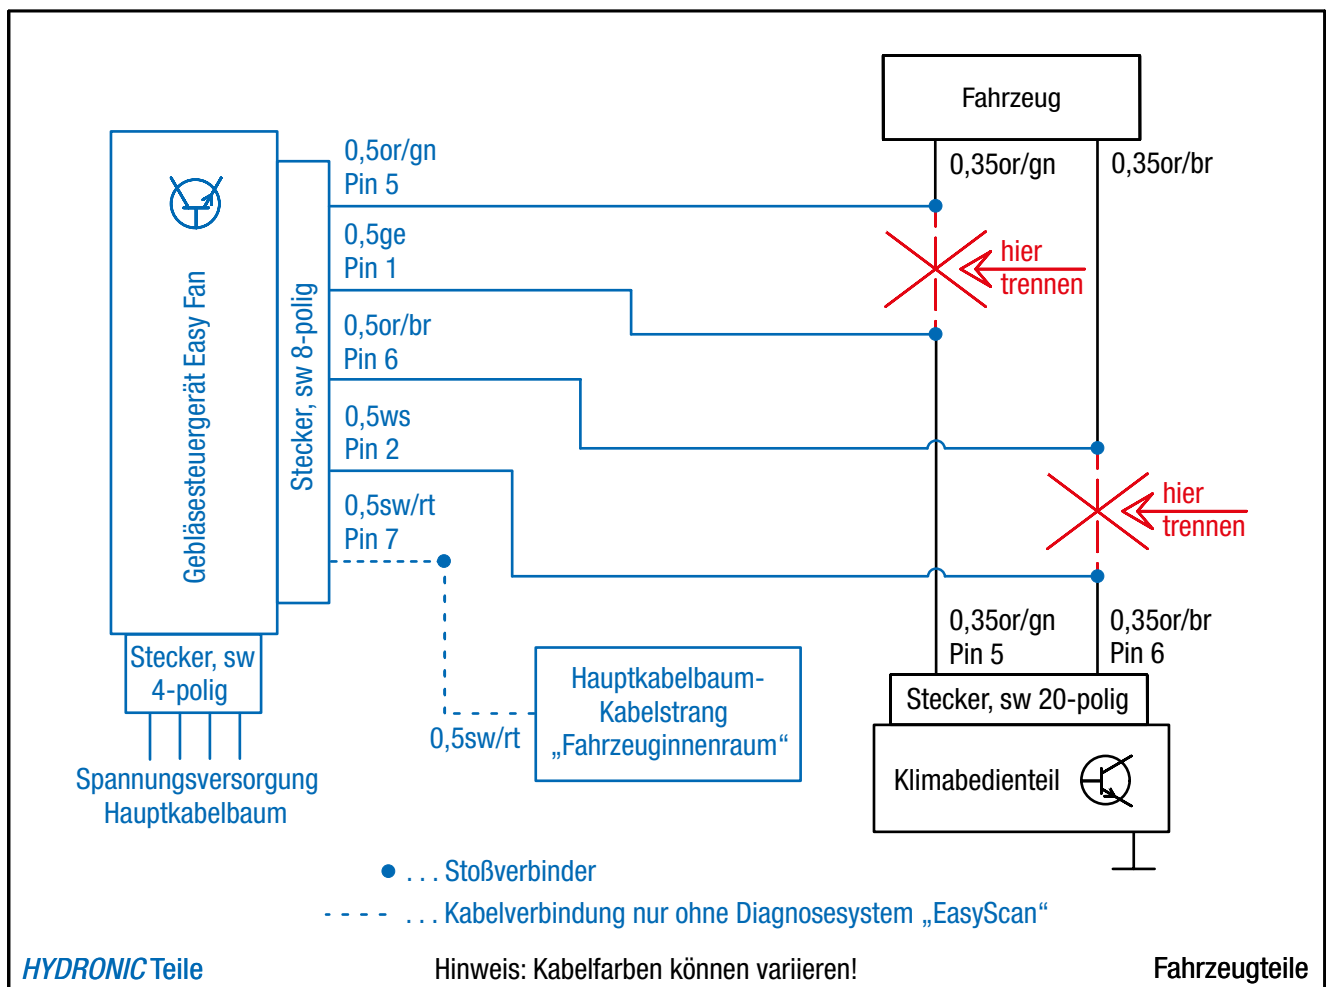 Fahrzeug
0,35or/gn
0,35or/br
0,5or/gn
Pin 5
0,5ge
Pin 1
0,5or/br
Pin 6
0,5ws
Pin 2
0,5sw/rt
Pin 7
Gebläsesteuergerät Easy Fan
Stecker, sw 8-polig
hier
trennen
hier
trennen
Stecker, sw
4-polig
Spannungsversorgung
Hauptkabelbaum
0,5sw/rt
Hauptkabelbaum-
Kabelstrang
„Fahrzeuginnenraum“
0,35or/gn
Pin 5
0,35or/br
Pin 6
Stecker, sw 20-polig
Klimabedienteil
. . . Stoßverbinder
. . . Kabelverbindung nur ohne Diagnosesystem „EasyScan“
HYDRONIC Teile
Hinweis: Kabelfarben können variieren!
Fahrzeugteile